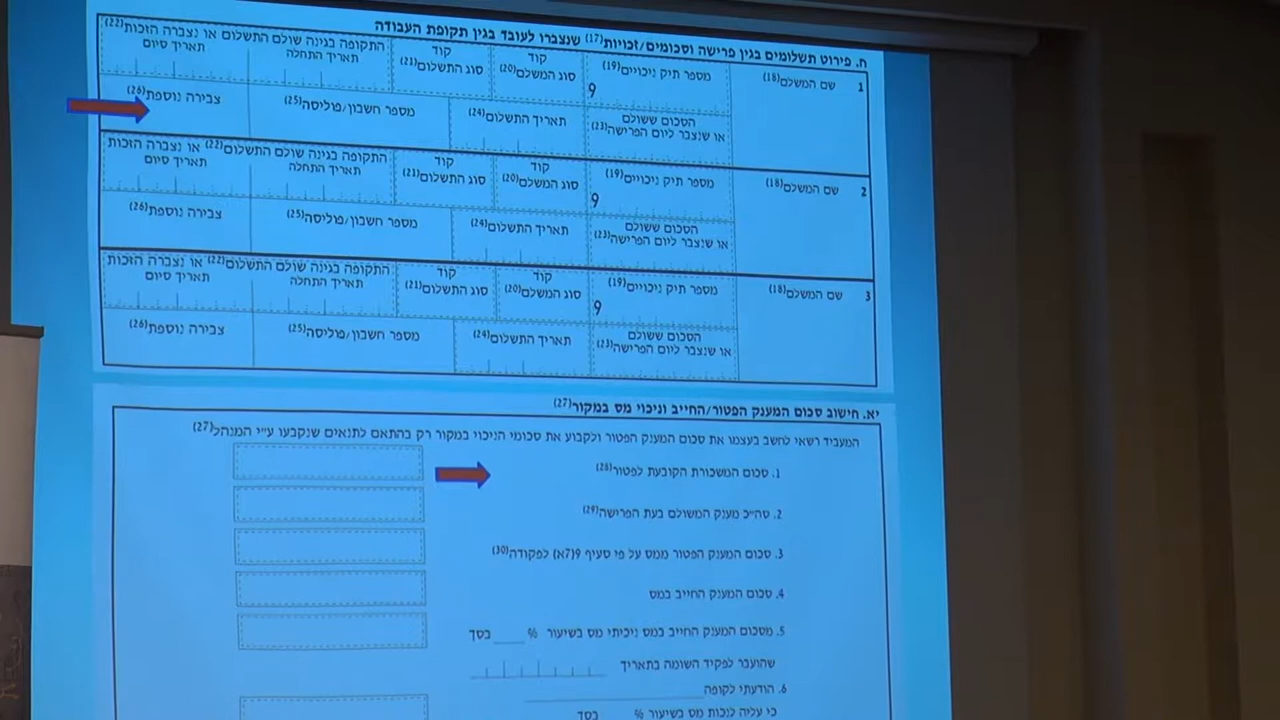 ח. פירוט תשלומים בגין פרישה וסכומים/זכויות(17) שנצברו לעובד בגין תקופת העבודה
1 שם המשלם(18) מספר תיק ניכויים(19) קוד סוג המשלם(20) קוד סוג התשלום(21) התקופה בגינה שולם התשלום או נצברה הזכות(22)
9 תאריך התחלה תאריך סיום
הסכום ששולם או שנצבר ליום הפרישה(23) תאריך התשלום(24) מספר חשבון/פוליסה(25) צבירה נוספת(26)
2 שם המשלם(18) מספר תיק ניכויים(19) קוד סוג המשלם(20) קוד סוג התשלום(21) התקופה בגינה שולם התשלום(22) או נצברה הזכות
9 תאריך התחלה תאריך סיום
הסכום ששולם או שנצבר ליום הפרישה(23) תאריך התשלום(24) מספר חשבון/פוליסה(25) צבירה נוספת(26)
3 שם המשלם(18) מספר תיק ניכויים(19) קוד סוג המשלם(20) קוד סוג התשלום(21) התקופה בגינה שולם התשלום(22) או נצברה הזכות
9 תאריך התחלה תאריך סיום
הסכום ששולם או שנצבר ליום הפרישה(23) תאריך התשלום(24) מספר חשבון/פוליסה(25) צבירה נוספת(26)
יא. חישוב סכום המענק הפטור/החייב וניכוי מס במקור(27)
המעביד רשאי לחשב בעצמו את סכום המענק הפטור ולקבוע את סכומי הניכוי במקור רק בהתאם לתנאים שנקבעו ע"י המנהל(27)
1. סכום המשכורת הקובעת לפטור(28)
2. סה"כ מענק המשולם בעת הפרישה(29)
3. סכום המענק הפטור ממס על פי סעיף 9(7א) לפקודה(30)
4. סכום המענק החייב במס
5. מסכום המענק החייב במס ניכיתי מס בשיעור ___ % בסך
שהועבר לפקיד השומה בתאריך
6. הודעתי לקופה
כי עליה לנכות מס בשיעור ___ % בסך